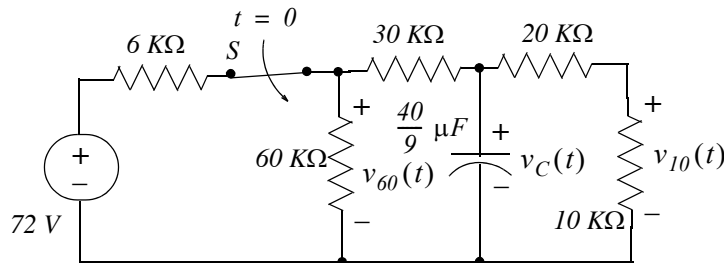 t = 0
6 KΩ
S
30 KΩ
20 KΩ
+
−
72 V
60 KΩ
+
v60(t)
−
40/9 μF
+
vC(t)
−
+
v10(t)
−
10 KΩ